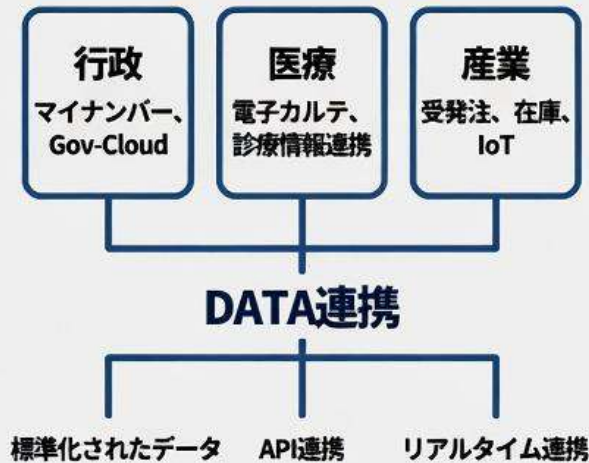 行政
マイナンバー、
Gov-Cloud
医療
電子カルテ、
診療情報連携
産業
受発注、在庫、
IoT
DATA連携
標準化されたデータ
API連携
リアルタイム連携